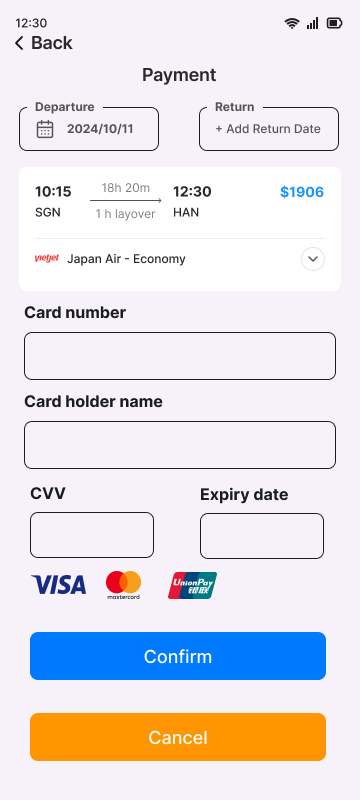 12:30
Back
Payment
Departure
2024/10/11
Return
+ Add Return Date
10:15
18h 20m
12:30
$1906
SGN
1 h layover
HAN
vietjet
Japan Air - Economy
Card number
Card holder name
CVV
Expiry date
VISA
mastercard
UnionPay
银联
Confirm
Cancel